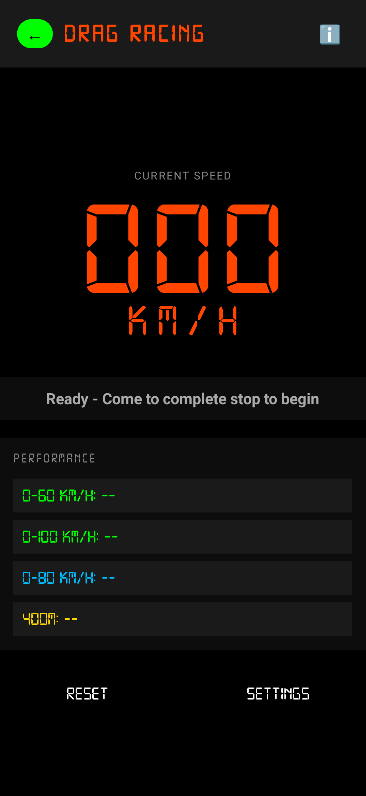 ← DRAG RACING ℹ️
CURRENT SPEED
000
KM/H
Ready - Come to complete stop to begin
PERFORMANCE
0-60 KM/H: --
0-100 KM/H: --
0-80 KM/H: --
400M: --
RESET SETTINGS